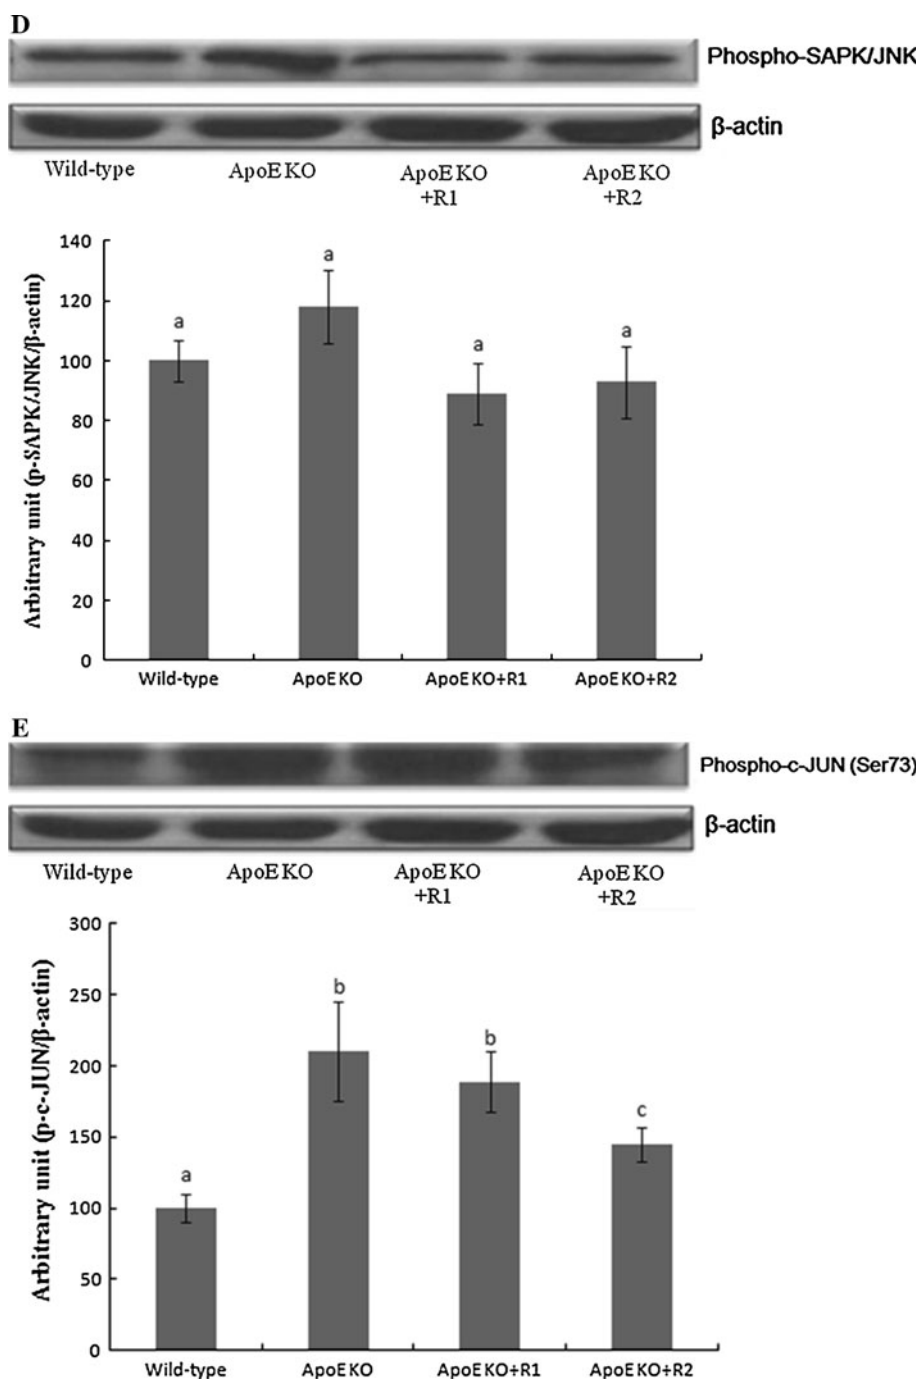 D
Phospho-SAPK/JNK
β-actin
Wild-type ApoE KO ApoE KO +R1 ApoE KO +R2
Arbitrary unit (p-SAPK/JNK/β-actin)
140
120
100
80
60
40
20
0
a a a a
Wild-type ApoE KO ApoE KO+R1 ApoE KO+R2
E
Phospho-c-JUN (Ser73)
β-actin
Wild-type ApoE KO ApoE KO +R1 ApoE KO +R2
Arbitrary unit (p-c-JUN/β-actin)
300
250
200
150
100
50
0
a b b c
Wild-type ApoE KO ApoE KO+R1 ApoE KO+R2